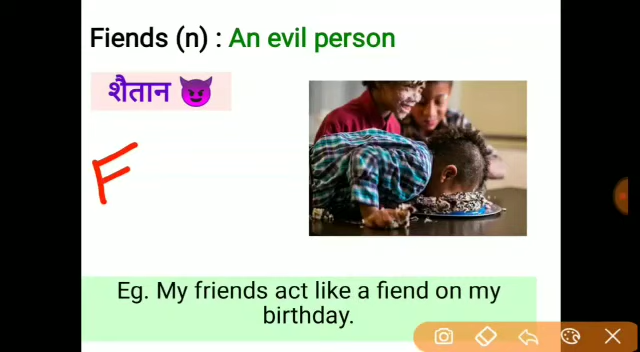 Fiends (n) : An evil person
शैतान
F
Eg. My friends act like a fiend on my
birthday.